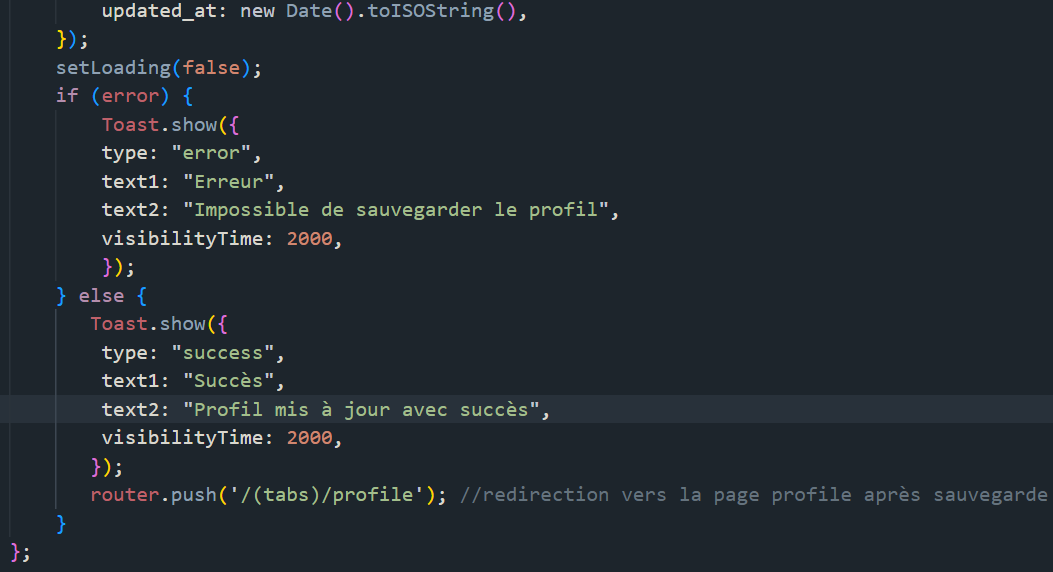 updated_at: new Date().toISOString(),
});
setLoading(false);
if (error) {
Toast.show({
type: "error",
text1: "Erreur",
text2: "Impossible de sauvegarder le profil",
visibilityTime: 2000,
});
} else {
Toast.show({
type: "success",
text1: "Succès",
text2: "Profil mis à jour avec succès",
visibilityTime: 2000,
});
router.push('/(tabs)/profile'); //redirection vers la page profile après sauvegarde
}
};